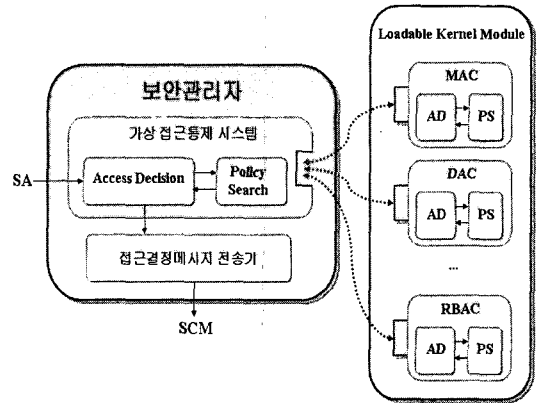 보안관리자
가상 접근통제 시스템
SA
Access Decision
Policy
Search
접근결정메시지 전송기
SCM
Loadable Kernel Module
MAC
AD
PS
DAC
AD
PS
...
RBAC
AD
PS